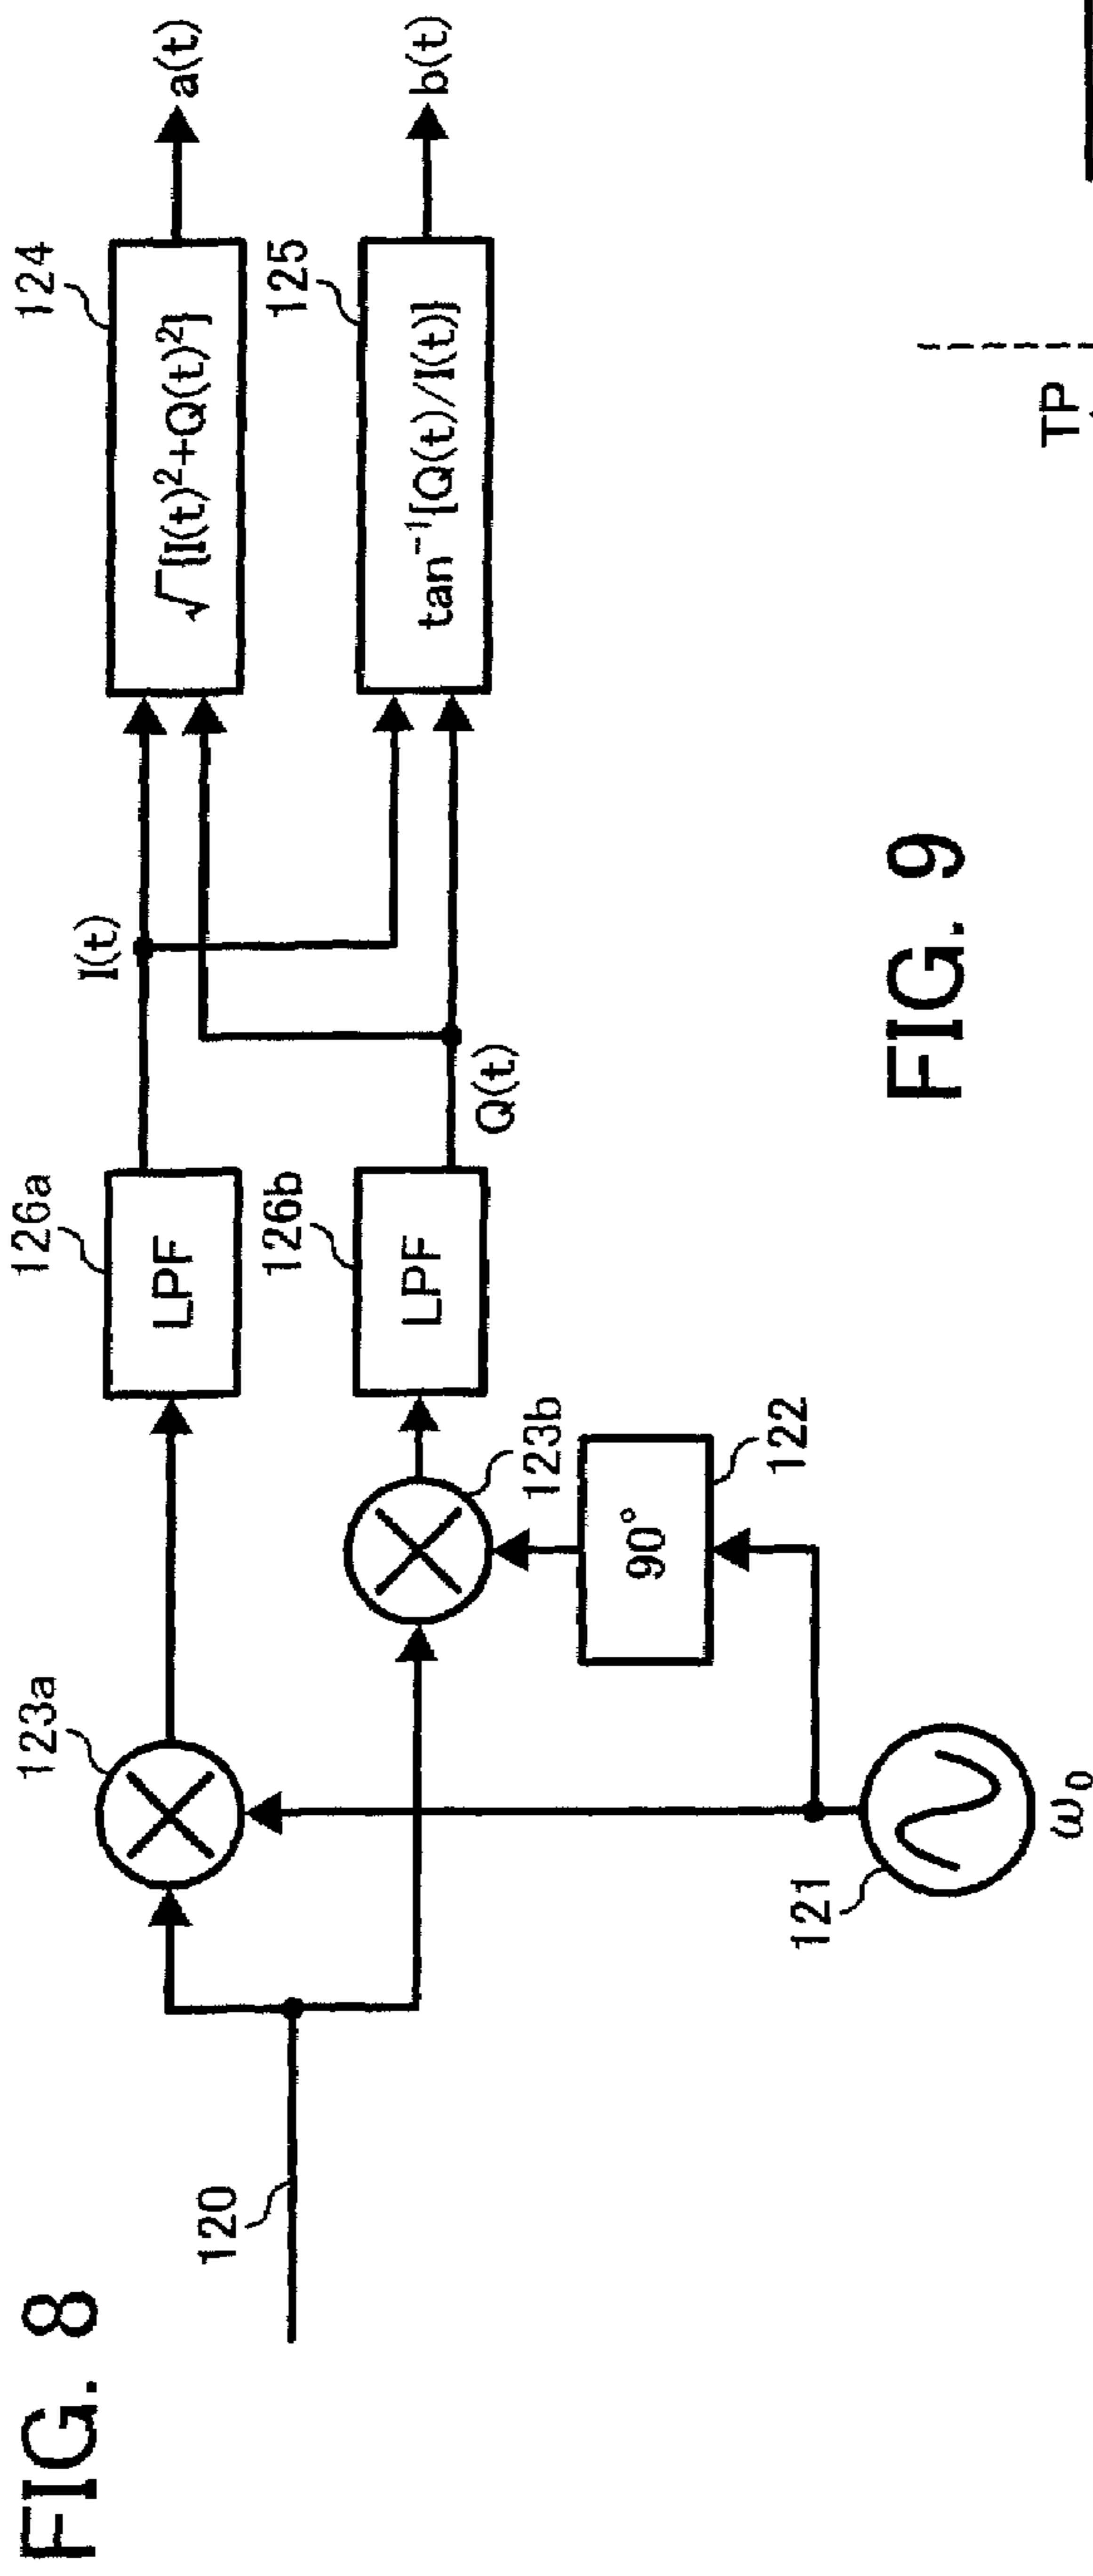 FIG. 8
120
123a
126a
I(t)
124
√{I(t)²+Q(t)²}
a(t)
LPF
123b
126b
LPF
Q(t)
125
tan⁻¹[Q(t)/I(t)]
b(t)
90°
122
121
ω₀
FIG. 9
TP